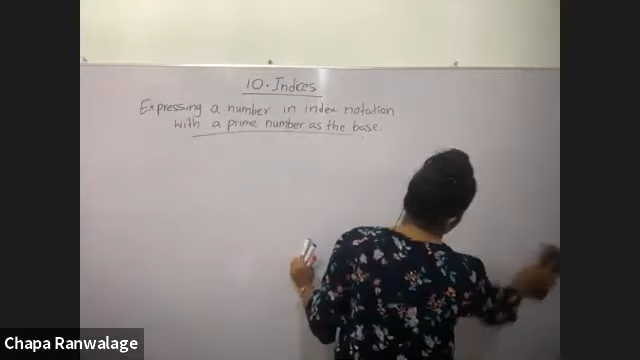 10. Indices
Expressing a number in index notation
with a prime number as the base.
Chapa Ranwalage